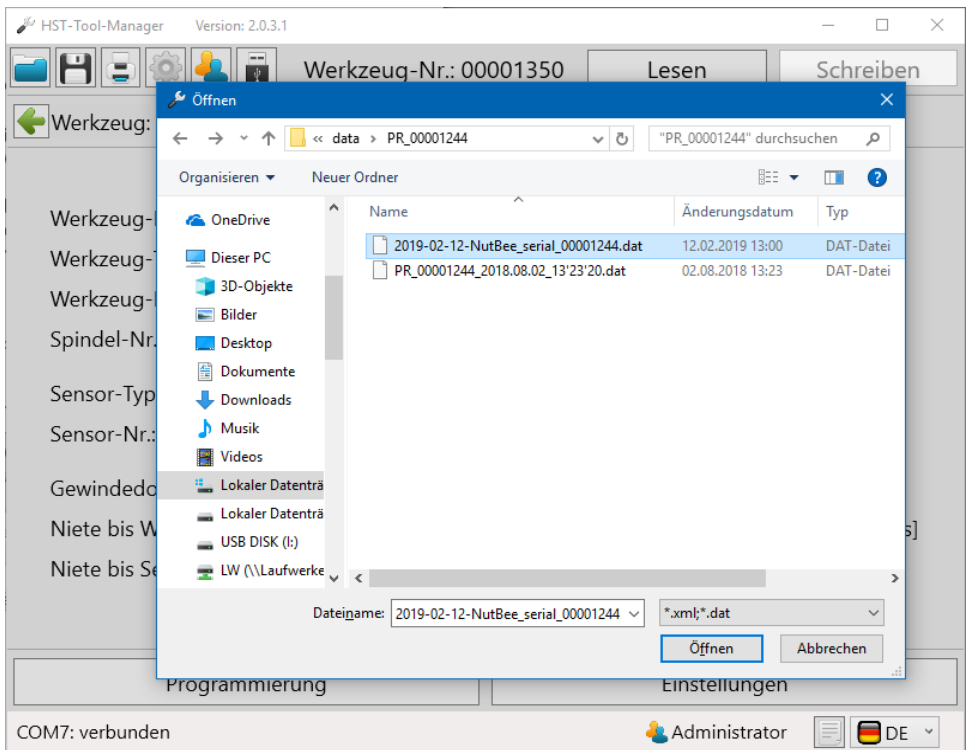 HST-Tool-Manager Version: 2.0.3.1
Werkzeug-Nr.: 00001350 Lesen Schreiben
Öffnen
Werkzeug:
« data > PR_00001244 "PR_00001244" durchsuchen
Organisieren Neuer Ordner
Name Änderungsdatum Typ
OneDrive
2019-02-12-NutBee_serial_00001244.dat 12.02.2019 13:00 DAT-Datei
Dieser PC
PR_00001244_2018.08.02_13'23'20.dat 02.08.2018 13:23 DAT-Datei
3D-Objekte
Bilder
Desktop
Dokumente
Downloads
Musik
Videos
Lokaler Datenträ
Lokaler Datenträ
USB DISK (I:)
LW (\\Laufwerke
Werkzeug-
Werkzeug-
Werkzeug-
Spindel-Nr.
Sensor-Typ
Sensor-Nr.:
Gewindedo
Niete bis W s]
Niete bis Se
Dateiname: 2019-02-12-NutBee_serial_00001244 *.xml;*.dat
Öffnen Abbrechen
Programmierung Einstellungen
COM7: verbunden Administrator DE